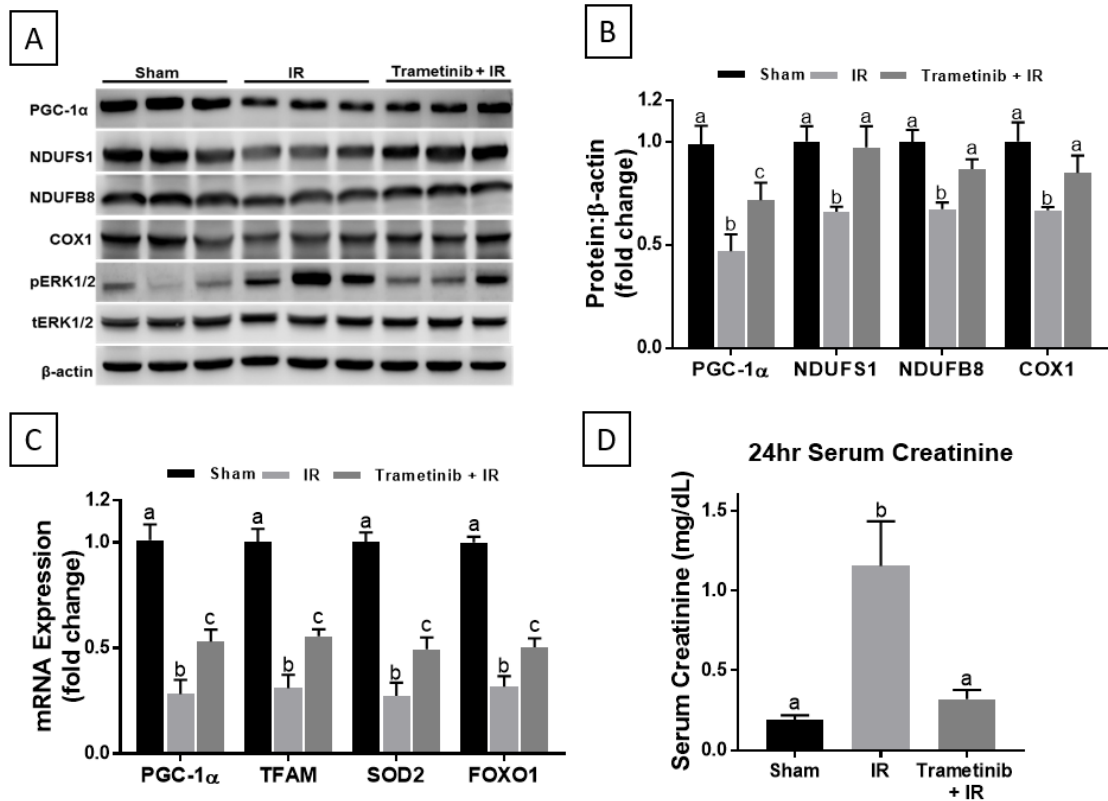 A
Sham IR Trametinib + IR
PGC-1α
NDUFS1
NDUFB8
COX1
pERK1/2
tERK1/2
β-actin
B
Sham IR Trametinib + IR
Protein:β-actin
(fold change)
1.2
1.0
0.5
0.0
a b c
a b a
a b a
a b a
PGC-1α NDUFS1 NDUFB8 COX1
C
Sham IR Trametinib + IR
mRNA Expression
(fold change)
1.2
1.0
0.5
0.0
a b c
a b c
a b c
a b c
PGC-1α TFAM SOD2 FOXO1
D
24hr Serum Creatinine
Serum Creatinine (mg/dL)
1.5
1.0
0.5
0.0
a b a
Sham IR Trametinib
+ IR